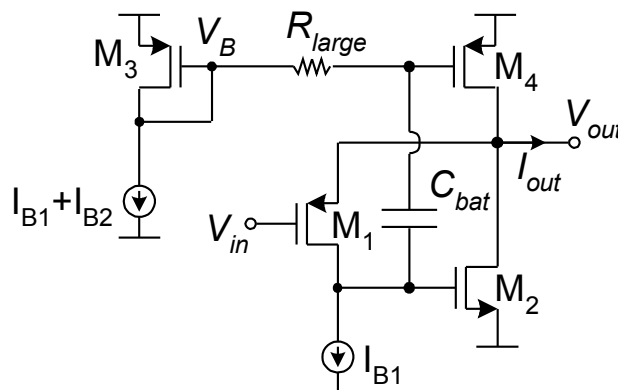 M3
VB
Rlarge
M4
Vout
Iout
IB1+IB2
Vin
M1
Cbat
M2
IB1